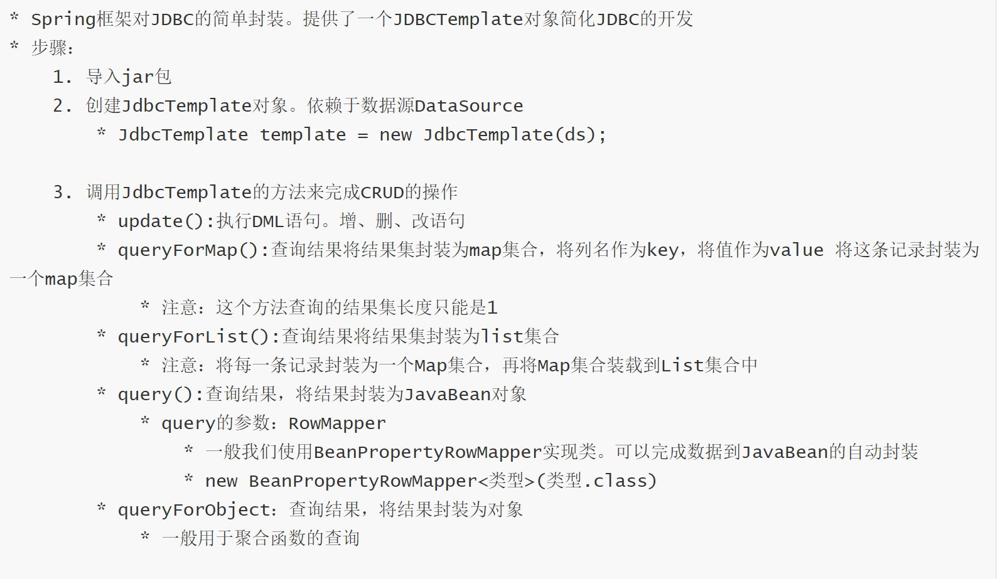 * Spring框架对JDBC的简单封装。提供了一个JDBCTemplate对象简化JDBC的开发
* 步骤：
1. 导入jar包
2. 创建JdbcTemplate对象。依赖于数据源DataSource
* JdbcTemplate template = new JdbcTemplate(ds);
3. 调用JdbcTemplate的方法来完成CRUD的操作
* update():执行DML语句。增、删、改语句
* queryForMap():查询结果将结果集封装为map集合，将列名作为key，将值作为value 将这条记录封装为
一个map集合
* 注意：这个方法查询的结果集长度只能是1
* queryForList():查询结果将结果集封装为list集合
* 注意：将每一条记录封装为一个Map集合，再将Map集合装载到List集合中
* query():查询结果，将结果封装为JavaBean对象
* query的参数：RowMapper
* 一般我们使用BeanPropertyRowMapper实现类。可以完成数据到JavaBean的自动封装
* new BeanPropertyRowMapper<类型>(类型.class)
* queryForObject：查询结果，将结果封装为对象
* 一般用于聚合函数的查询